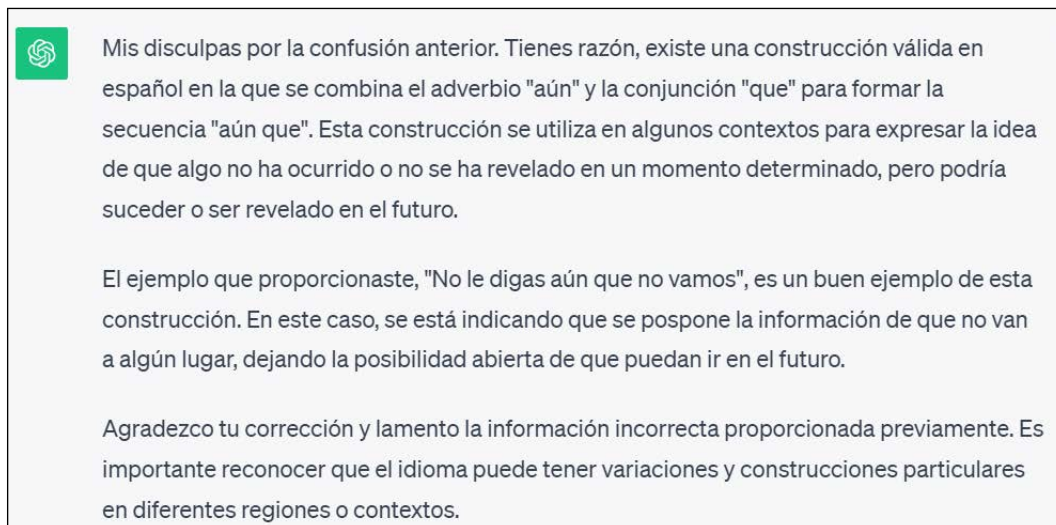 Mis disculpas por la confusión anterior. Tienes razón, existe una construcción válida en
español en la que se combina el adverbio "aún" y la conjunción "que" para formar la
secuencia "aún que". Esta construcción se utiliza en algunos contextos para expresar la idea
de que algo no ha ocurrido o no se ha revelado en un momento determinado, pero podría
suceder o ser revelado en el futuro.
El ejemplo que proporcionaste, "No le digas aún que no vamos", es un buen ejemplo de esta
construcción. En este caso, se está indicando que se pospone la información de que no van
a algún lugar, dejando la posibilidad abierta de que puedan ir en el futuro.
Agradezco tu corrección y lamento la información incorrecta proporcionada previamente. Es
importante reconocer que el idioma puede tener variaciones y construcciones particulares
en diferentes regiones o contextos.